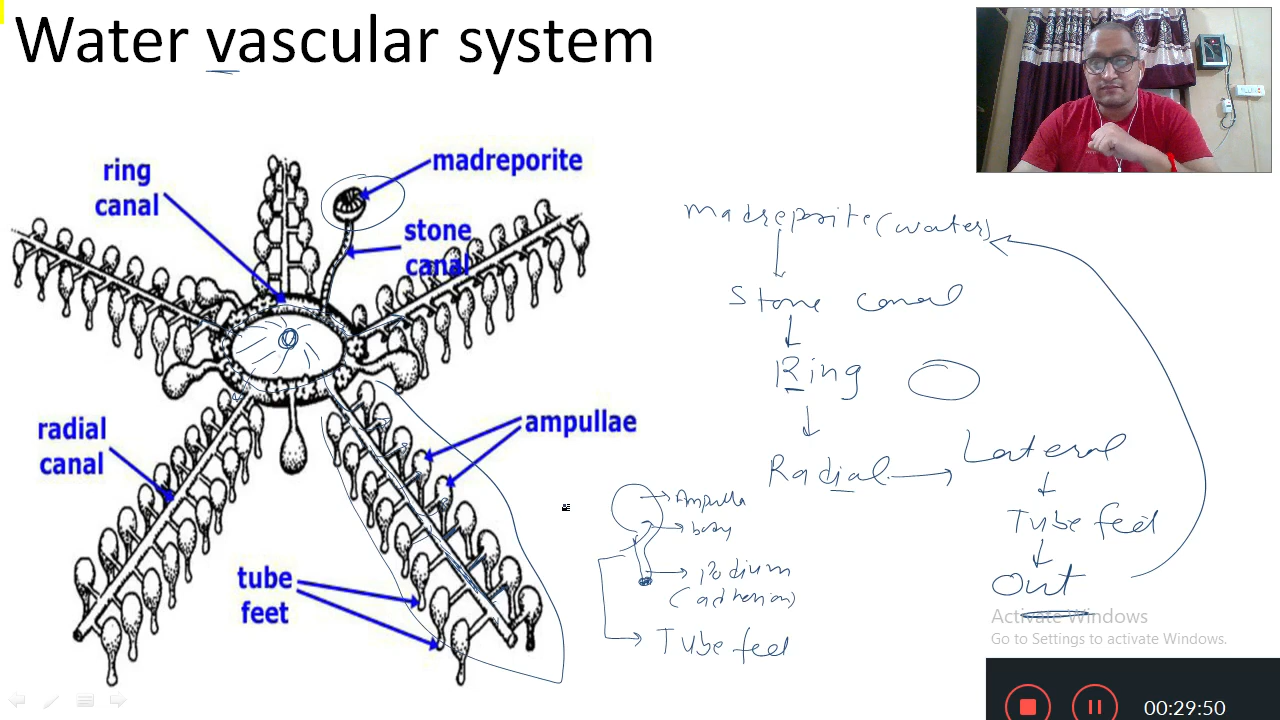 Water vascular system
ring
canal
madreporite
stone
canal
radial
canal
ampullae
tube
feet
madreporite (water)
Stone canal
Ring
Radial
Lateral
Tube feet
Out
Ampulla
body
Podium
(adhesion)
Tube feet
Activate Windows
Go to Settings to activate Windows.
00:29:50